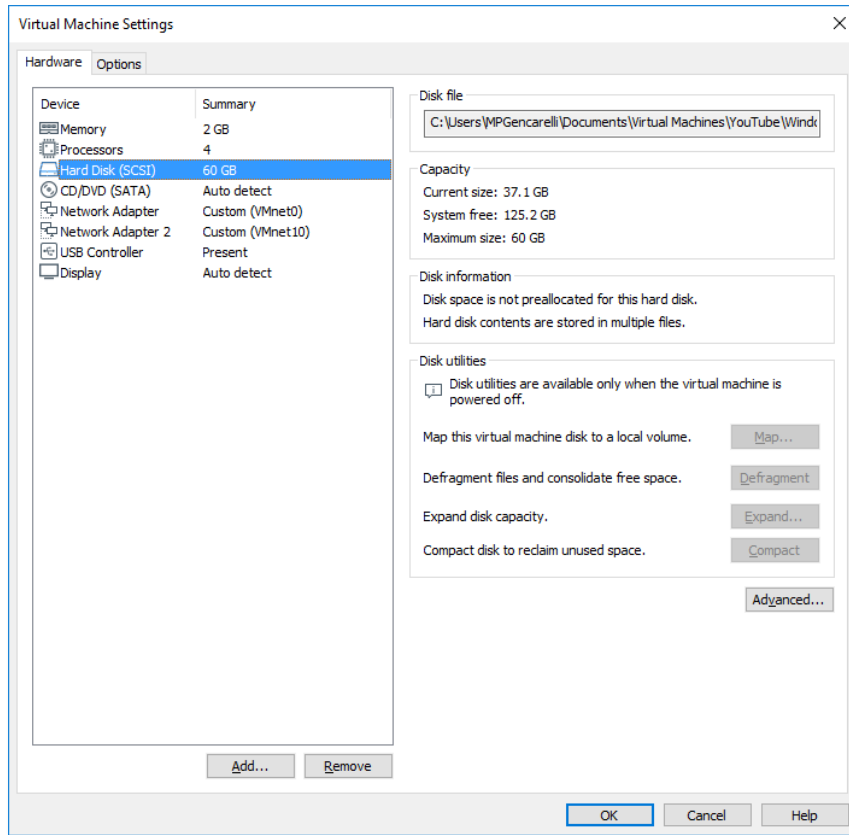 Virtual Machine Settings
Hardware Options
Device Summary
Memory 2 GB
Processors 4
Hard Disk (SCSI) 60 GB
CD/DVD (SATA) Auto detect
Network Adapter Custom (VMnet0)
Network Adapter 2 Custom (VMnet10)
USB Controller Present
Display Auto detect
Add... Remove
Disk file
C:\Users\MPGencarelli\Documents\Virtual Machines\YouTube\Windo
Capacity
Current size: 37.1 GB
System free: 125.2 GB
Maximum size: 60 GB
Disk information
Disk space is not preallocated for this hard disk.
Hard disk contents are stored in multiple files.
Disk utilities
Disk utilities are available only when the virtual machine is
powered off.
Map this virtual machine disk to a local volume. Map...
Defragment files and consolidate free space. Defragment
Expand disk capacity. Expand...
Compact disk to reclaim unused space. Compact
Advanced...
OK Cancel Help